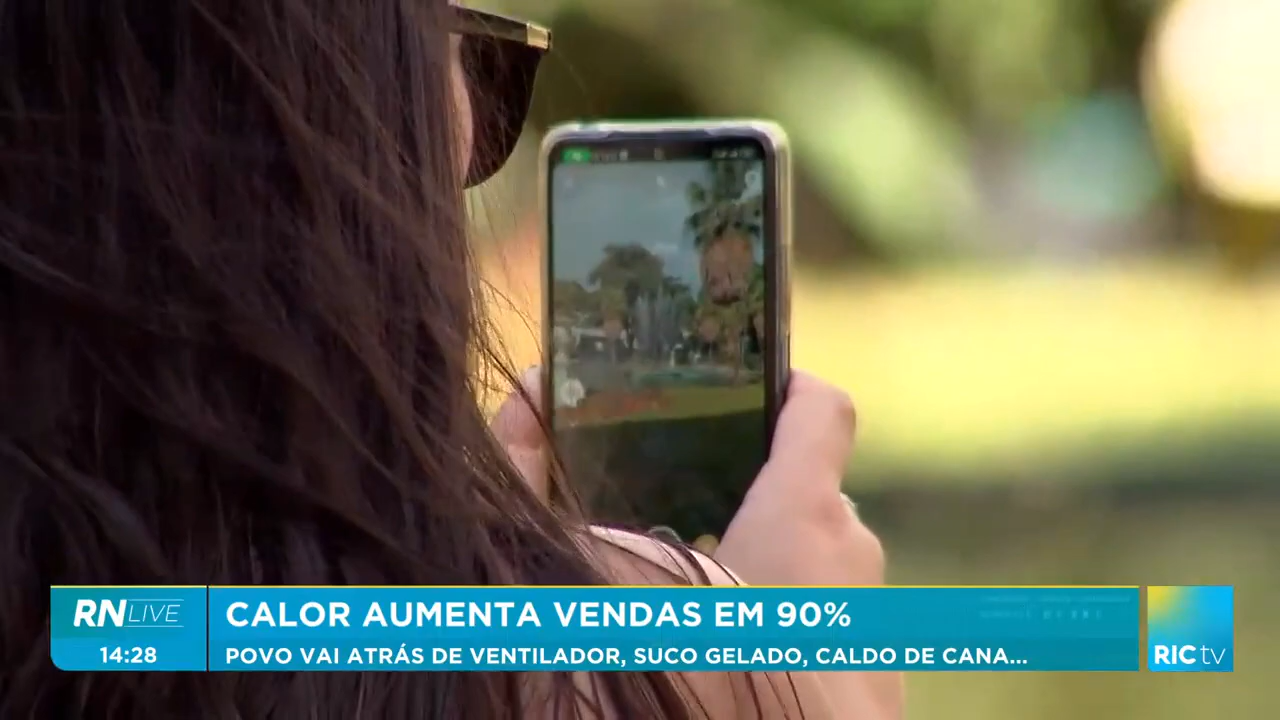 RN LIVE
14:28
CALOR AUMENTA VENDAS EM 90%
POVO VAI ATRÁS DE VENTILADOR, SUCO GELADO, CALDO DE CANA...
RIC tv